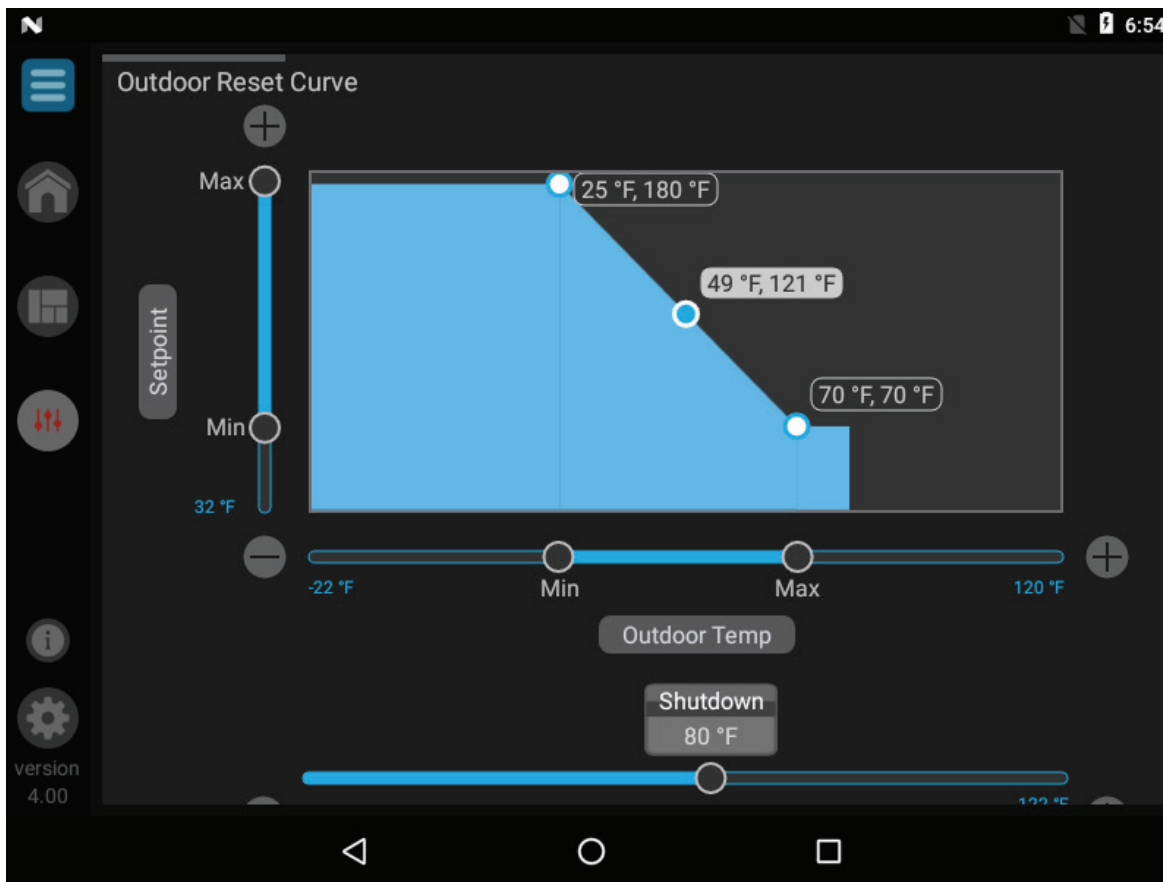 6:54
Outdoor Reset Curve
Max
25 °F, 180 °F
49 °F, 121 °F
Setpoint
70 °F, 70 °F
Min
32 °F
-22 °F
Min
Max
120 °F
Outdoor Temp
Shutdown
80 °F
version
4.00
122 °F